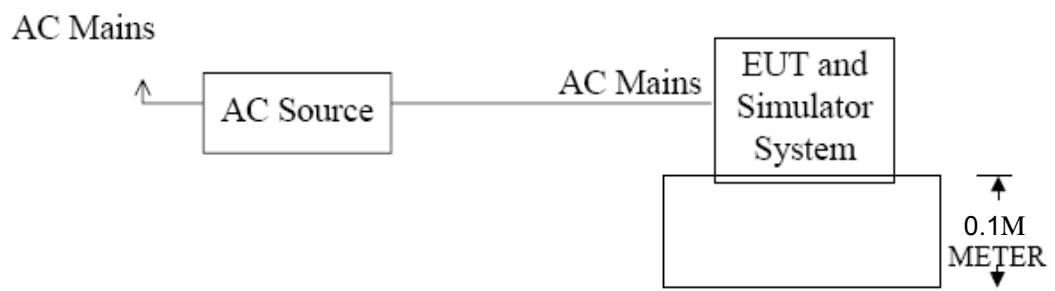 AC Mains
AC Source
AC Mains
EUT and
Simulator
System
0.1M
METER